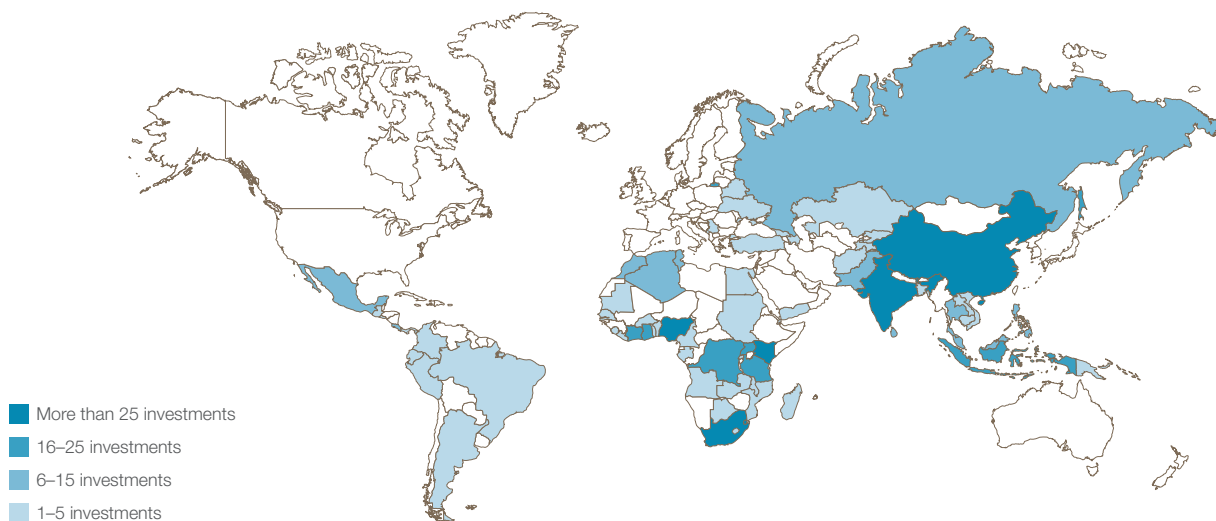 More than 25 investments
16–25 investments
6–15 investments
1–5 investments